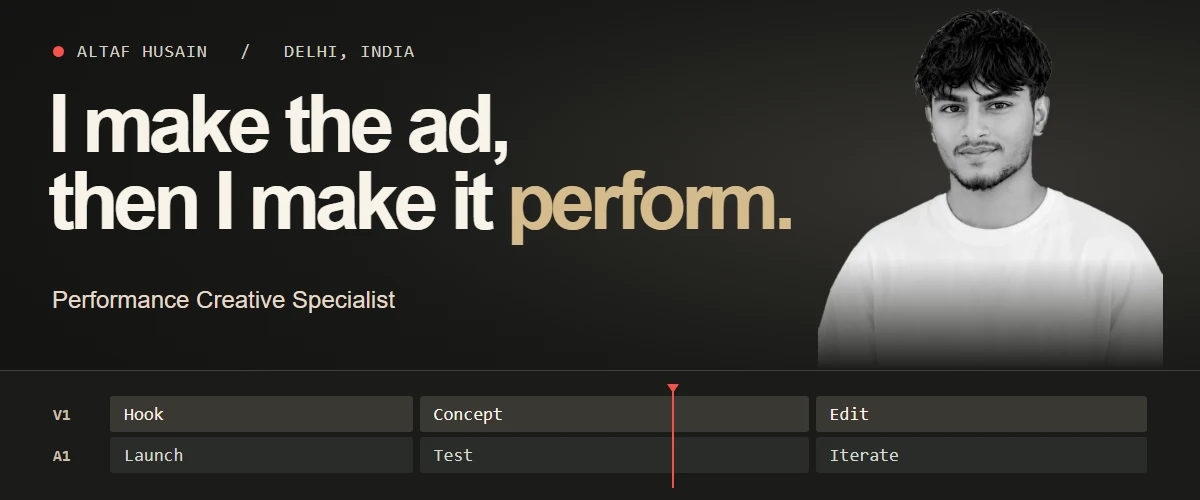 ALTAF HUSAIN / DELHI, INDIA
I make the ad,
then I make it perform.
Performance Creative Specialist
V1 Hook Concept Edit
A1 Launch Test Iterate